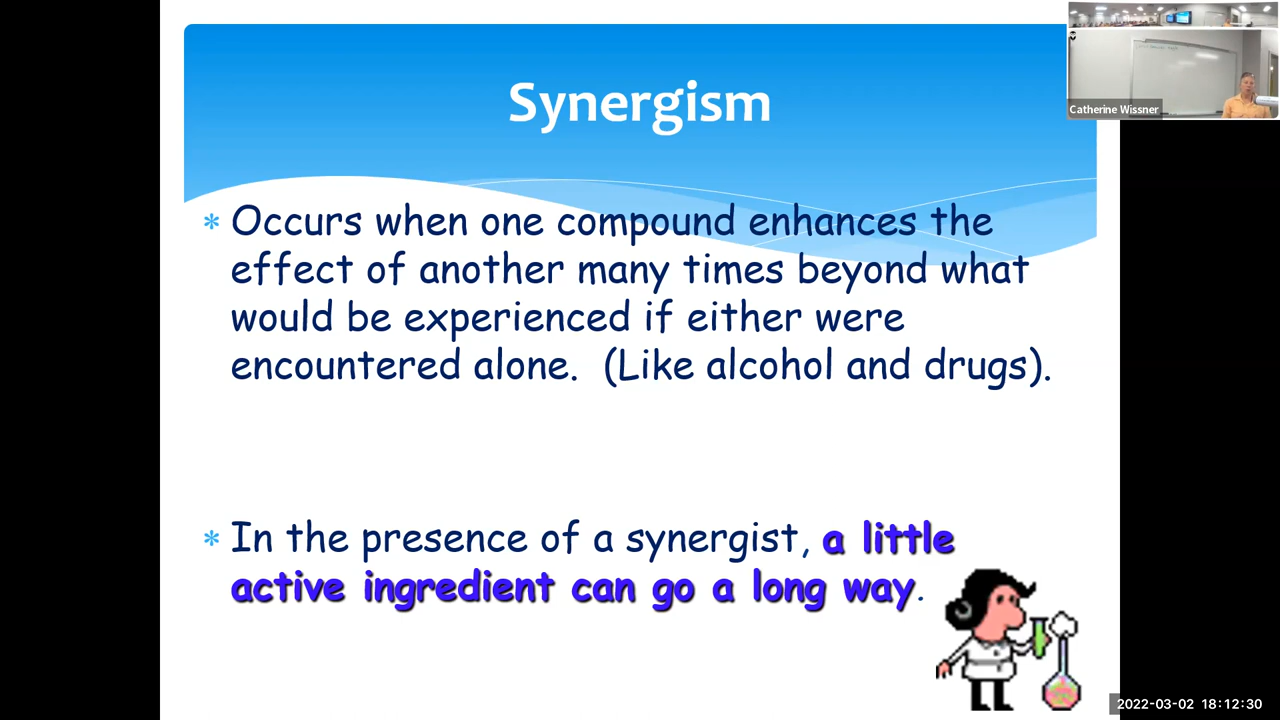 Synergism
Catherine Wissner
* Occurs when one compound enhances the
effect of another many times beyond what
would be experienced if either were
encountered alone.  (Like alcohol and drugs).
* In the presence of a synergist, a little
active ingredient can go a long way.
2022-03-02 18:12:30